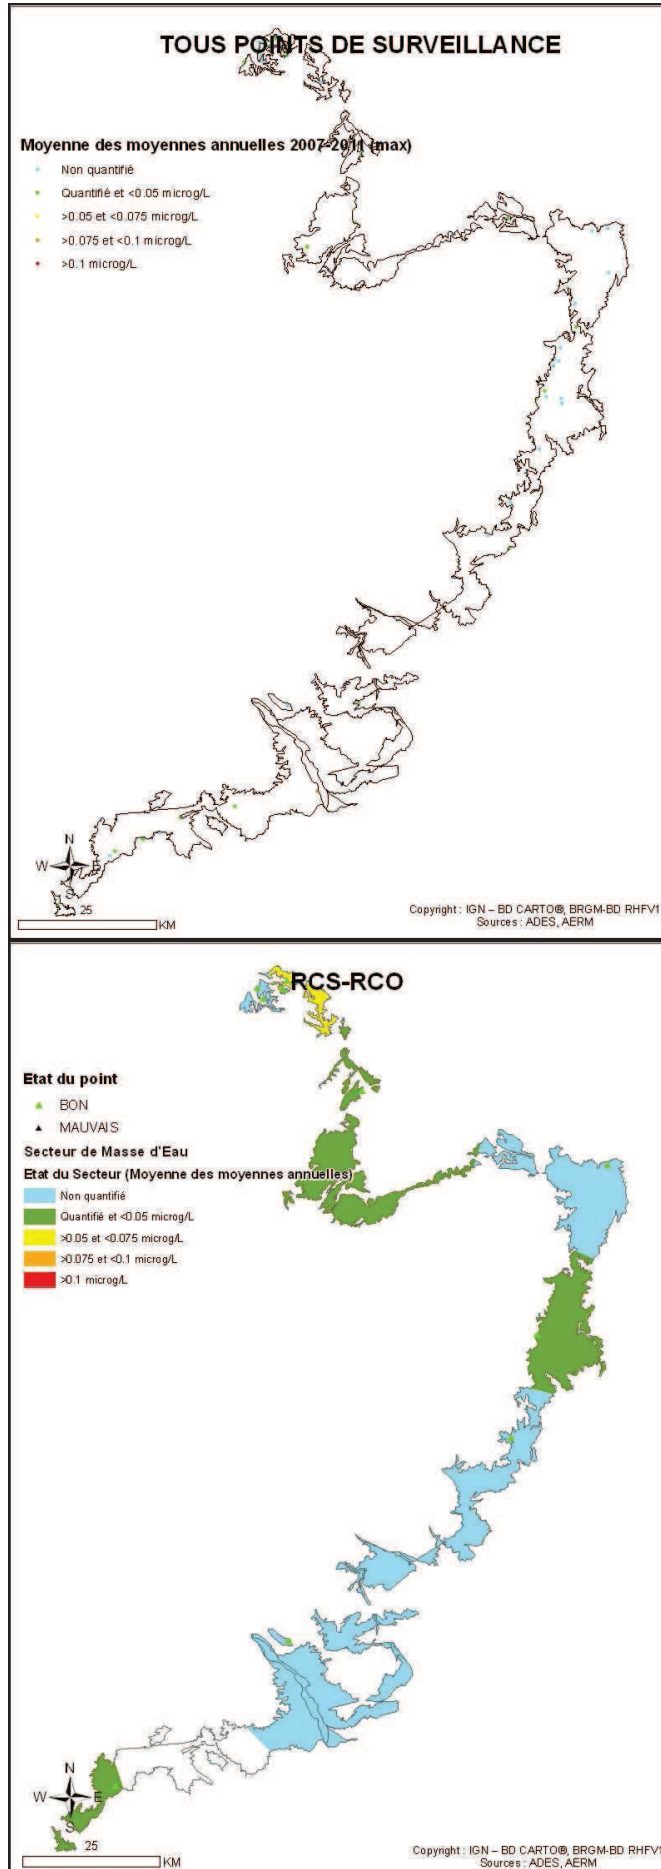 TOUS POINTS DE SURVEILLANCE
Moyenne des moyennes annuelles 2007-2011 (max)
Non quantifié
Quantifié et <0.05 microg/L
>0.05 et <0.075 microg/L
>0.075 et <0.1 microg/L
>0.1 microg/L
N
W E
S
25
KM
Copyright : IGN – BD CARTO®, BRGM-BD RHFV1
Sources : ADES, AERM
RCS-RCO
Etat du point
BON
MAUVAIS
Secteur de Masse d'Eau
Etat du Secteur (Moyenne des moyennes annuelles)
Non quantifié
Quantifié et <0.05 microg/L
>0.05 et <0.075 microg/L
>0.075 et <0.1 microg/L
>0.1 microg/L
N
W E
S
25
KM
Copyright : IGN – BD CARTO®, BRGM-BD RHFV1
Sources : ADES, AERM